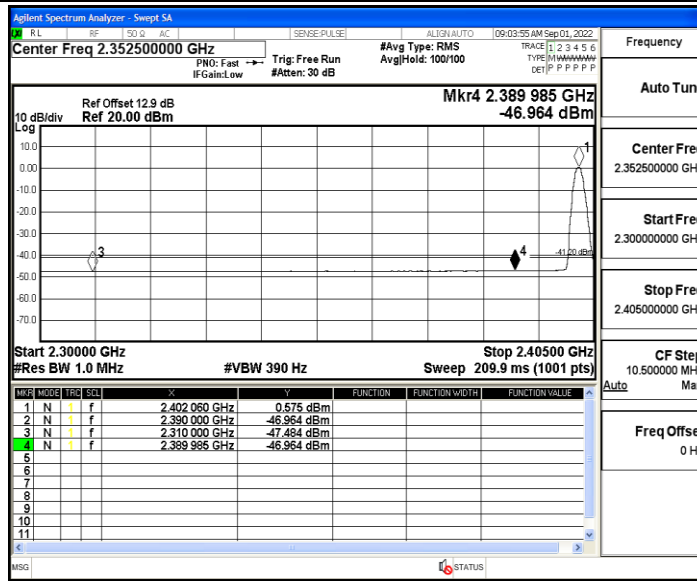 Agilent Spectrum Analyzer - Swept SA
RL RF 50 Ω AC SENSE:PULSE ALIGN AUTO 09:03:55 AM Sep 01, 2022
Center Freq 2.352500000 GHz
PNO: Fast Trig: Free Run
IFGain:Low #Atten: 30 dB
#Avg Type: RMS
Avg|Hold: 100/100
TRACE 1 2 3 4 5 6
TYPE M
DET P P P P P P
Mkr4 2.389 985 GHz
-46.964 dBm
Ref Offset 12.9 dB
10 dB/div Ref 20.00 dBm
Log
10.0
0.00
-10.0
-20.0
-30.0
-40.0
-50.0
-60.0
-70.0
1
3
4
-41.20 dBm
Start 2.30000 GHz Stop 2.40500 GHz
#Res BW 1.0 MHz #VBW 390 Hz Sweep 209.9 ms (1001 pts)
MKR MODE TRC SCL X Y FUNCTION FUNCTION WIDTH FUNCTION VALUE
1 N 1 f 2.402 060 GHz 0.575 dBm
2 N 1 f 2.390 000 GHz -46.964 dBm
3 N 1 f 2.310 000 GHz -47.484 dBm
4 N 1 f 2.389 985 GHz -46.964 dBm
5
6
7
8
9
10
11
MSG STATUS
Frequency
Auto Tun
Center Fre
2.352500000 GH
Start Fre
2.300000000 GH
Stop Fre
2.405000000 GH
CF Step
10.500000 MH
Auto Ma
Freq Offse
0 H